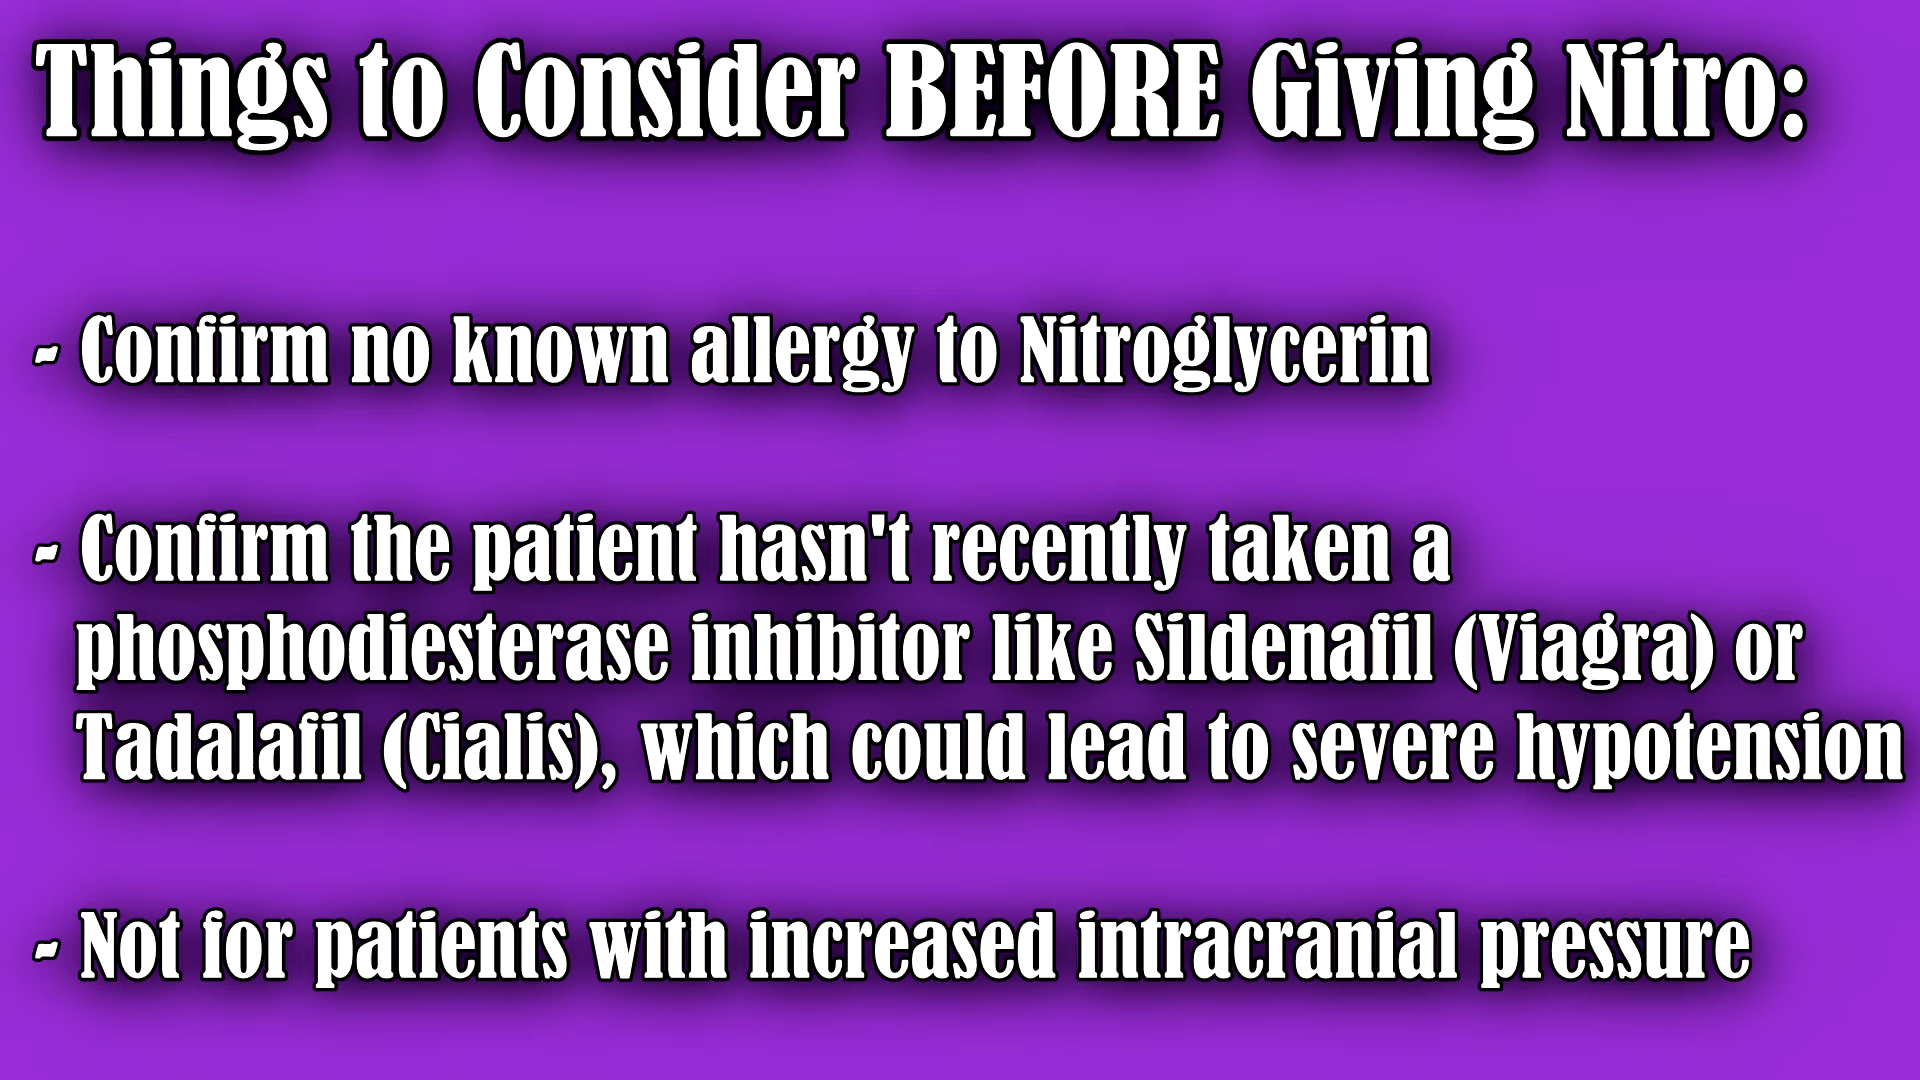 Things to Consider BEFORE Giving Nitro:
- Confirm no known allergy to Nitroglycerin
- Confirm the patient hasn't recently taken a
phosphodiesterase inhibitor like Sildenafil (Viagra) or
Tadalafil (Cialis), which could lead to severe hypotension
- Not for patients with increased intracranial pressure